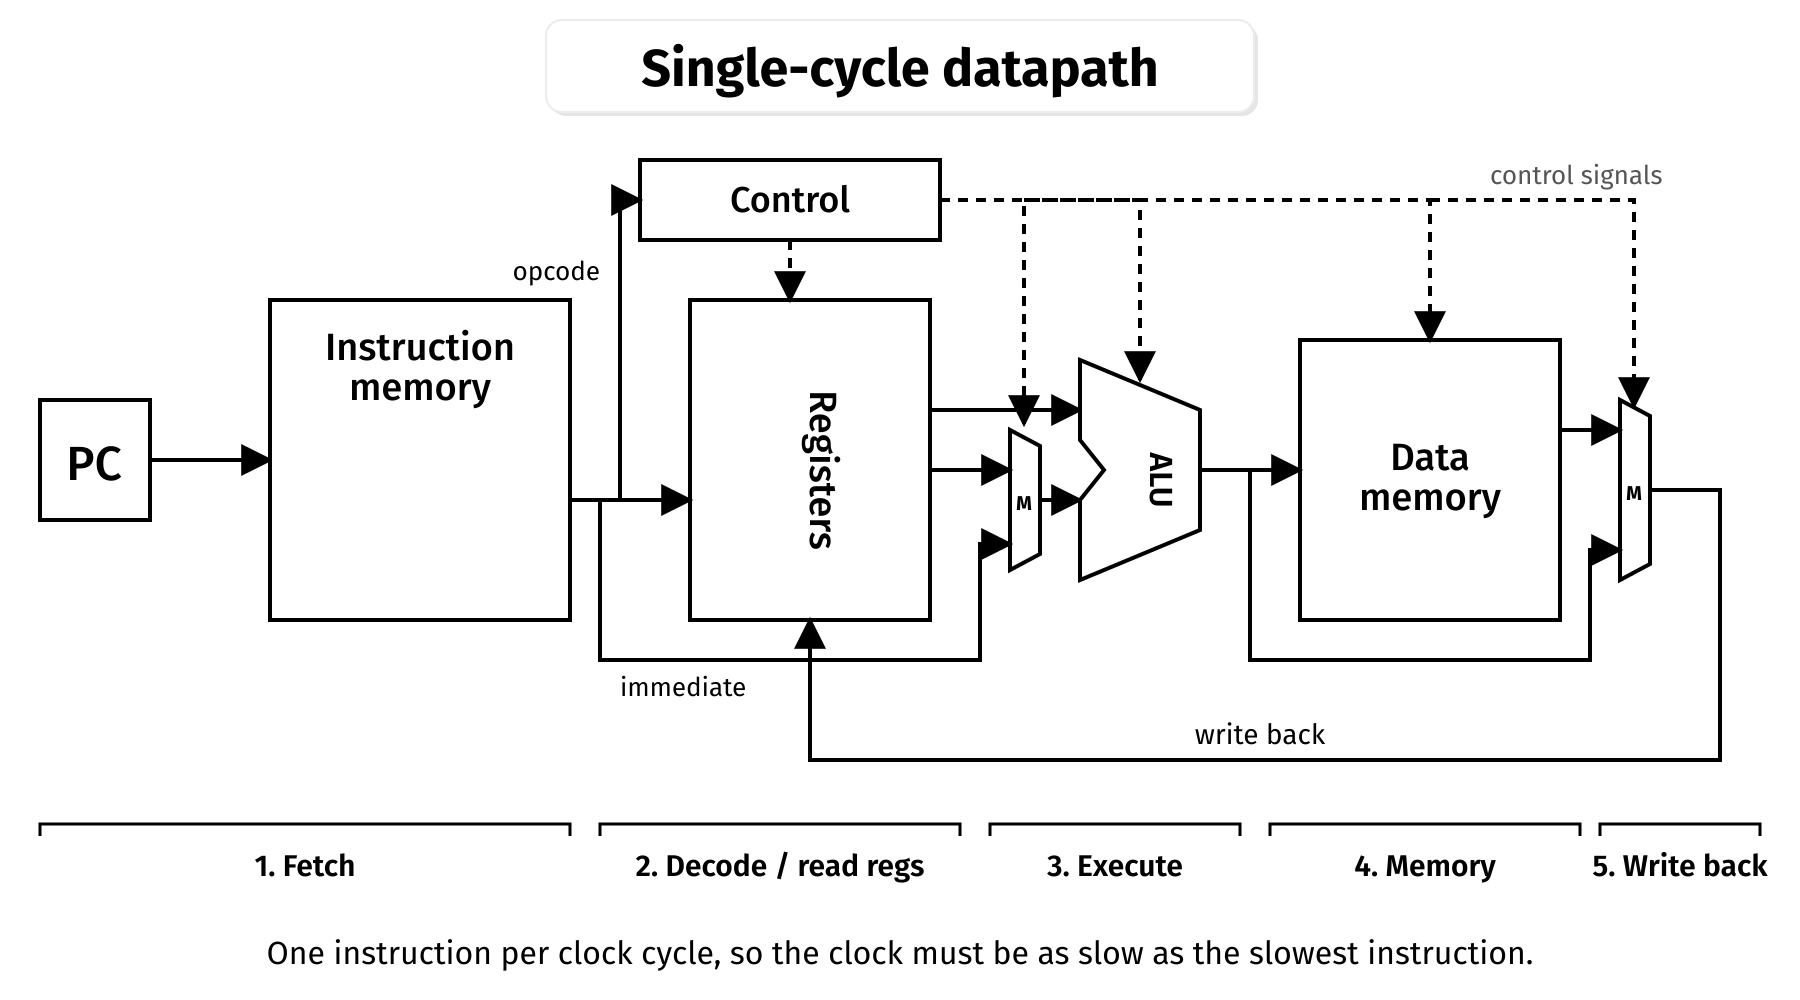 Single-cycle datapath
Control
control signals
opcode
Instruction
memory
PC
Registers
M
ALU
Data
memory
M
immediate
write back
1. Fetch
2. Decode / read regs
3. Execute
4. Memory
5. Write back
One instruction per clock cycle, so the clock must be as slow as the slowest instruction.